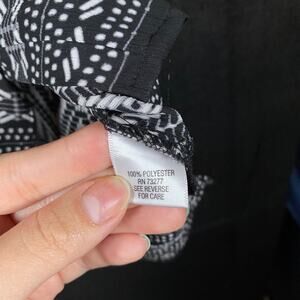 100% POLYESTER
RN 73277
SEE REVERSE
FOR CARE